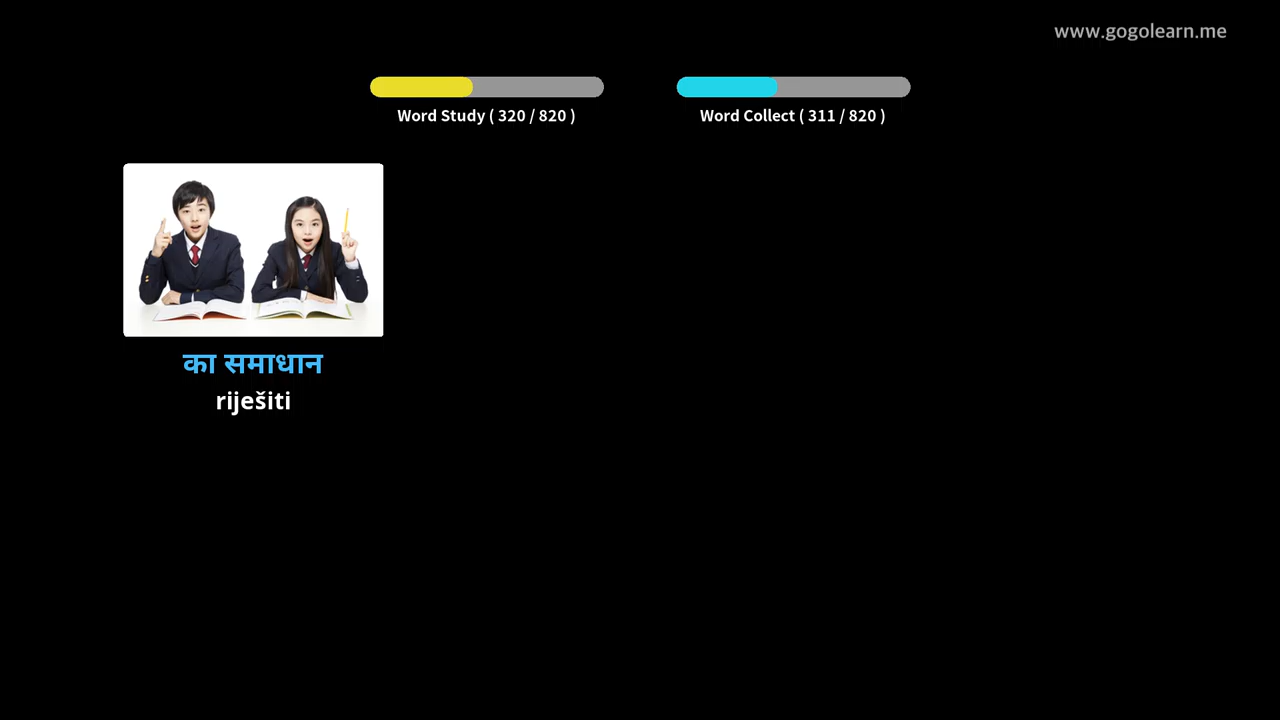 www.gogolearn.me
Word Study ( 320 / 820 )
Word Collect ( 311 / 820 )
का समाधान
riješiti